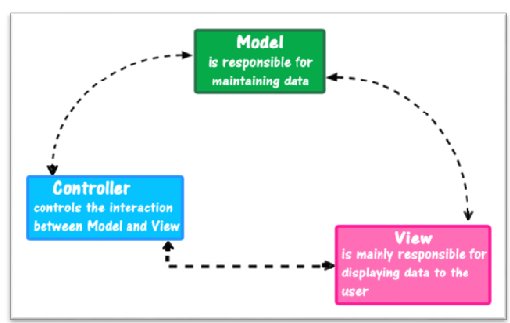 Model
is responsible for
maintaining data
Controller
controls the interaction
between Model and View
View
is mainly responsible for
displaying data to the
user